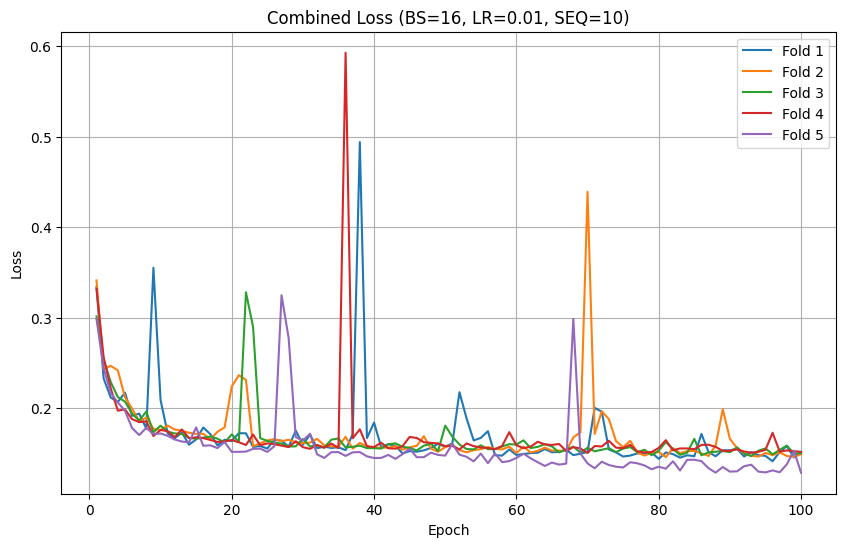 Combined Loss (BS=16, LR=0.01, SEQ=10)
Loss
0.6
0.5
0.4
0.3
0.2
Fold 1
Fold 2
Fold 3
Fold 4
Fold 5
0 20 40 60 80 100
Epoch